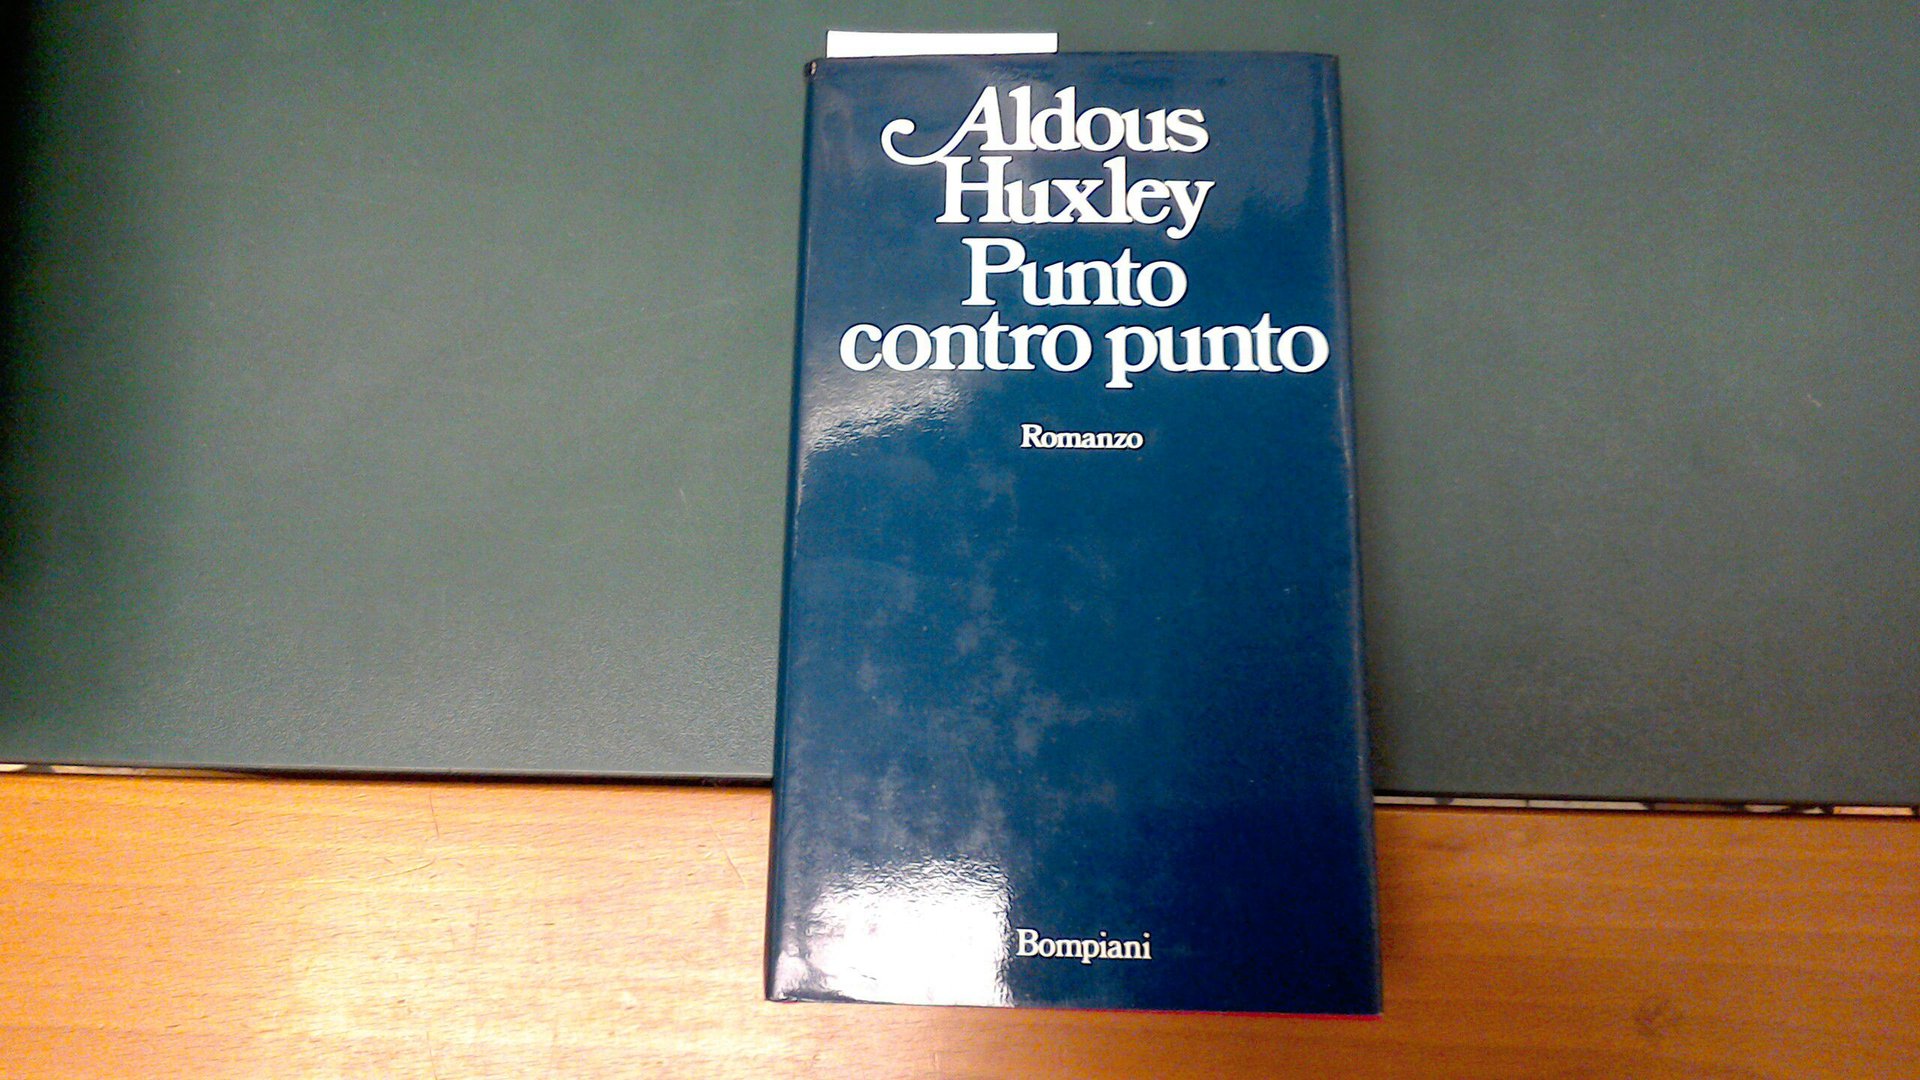 Aldous
Huxley
Punto
contro punto
Romanzo
Bompiani